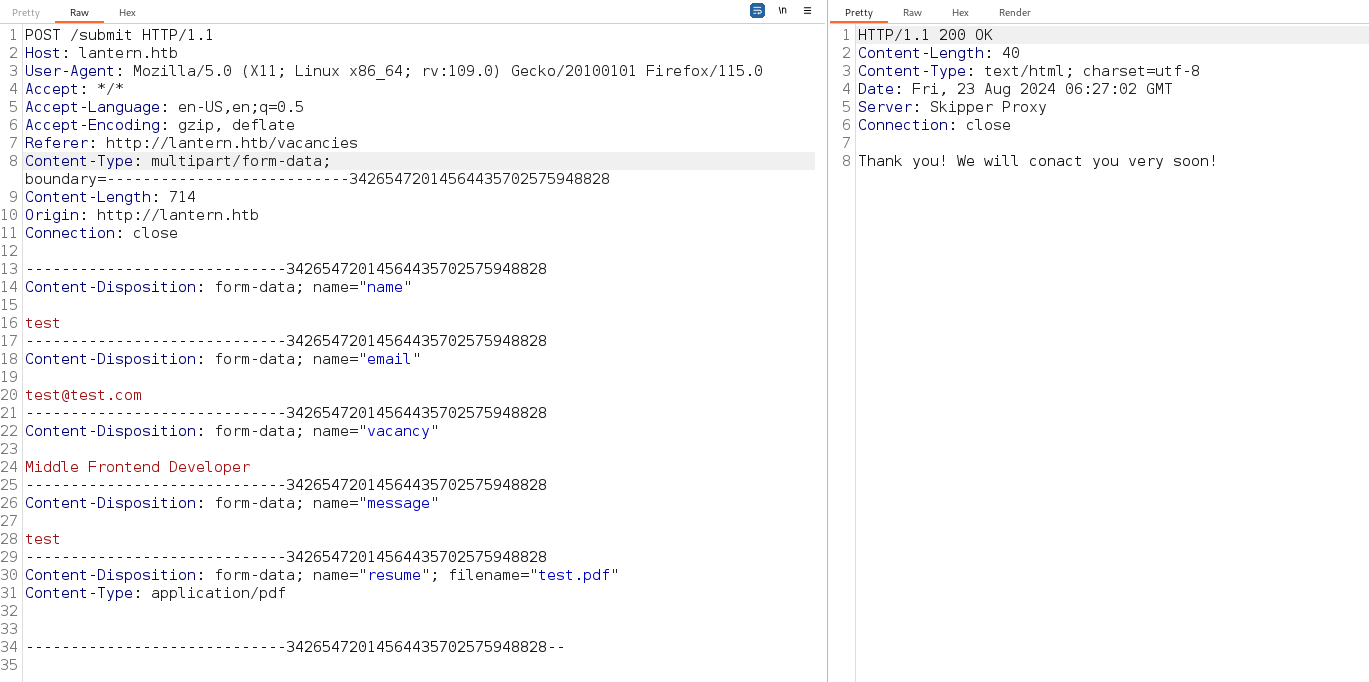 Pretty Raw Hex \n
1 POST /submit HTTP/1.1
2 Host: lantern.htb
3 User-Agent: Mozilla/5.0 (X11; Linux x86_64; rv:109.0) Gecko/20100101 Firefox/115.0
4 Accept: */*
5 Accept-Language: en-US,en;q=0.5
6 Accept-Encoding: gzip, deflate
7 Referer: http://lantern.htb/vacancies
8 Content-Type: multipart/form-data;
boundary=---------------------------34265472014564435702575948828
9 Content-Length: 714
10 Origin: http://lantern.htb
11 Connection: close
12
13 -----------------------------34265472014564435702575948828
14 Content-Disposition: form-data; name="name"
15
16 test
17 -----------------------------34265472014564435702575948828
18 Content-Disposition: form-data; name="email"
19
20 test@test.com
21 -----------------------------34265472014564435702575948828
22 Content-Disposition: form-data; name="vacancy"
23
24 Middle Frontend Developer
25 -----------------------------34265472014564435702575948828
26 Content-Disposition: form-data; name="message"
27
28 test
29 -----------------------------34265472014564435702575948828
30 Content-Disposition: form-data; name="resume"; filename="test.pdf"
31 Content-Type: application/pdf
32
33
34 -----------------------------34265472014564435702575948828--
35
Pretty Raw Hex Render
1 HTTP/1.1 200 OK
2 Content-Length: 40
3 Content-Type: text/html; charset=utf-8
4 Date: Fri, 23 Aug 2024 06:27:02 GMT
5 Server: Skipper Proxy
6 Connection: close
7
8 Thank you! We will conact you very soon!